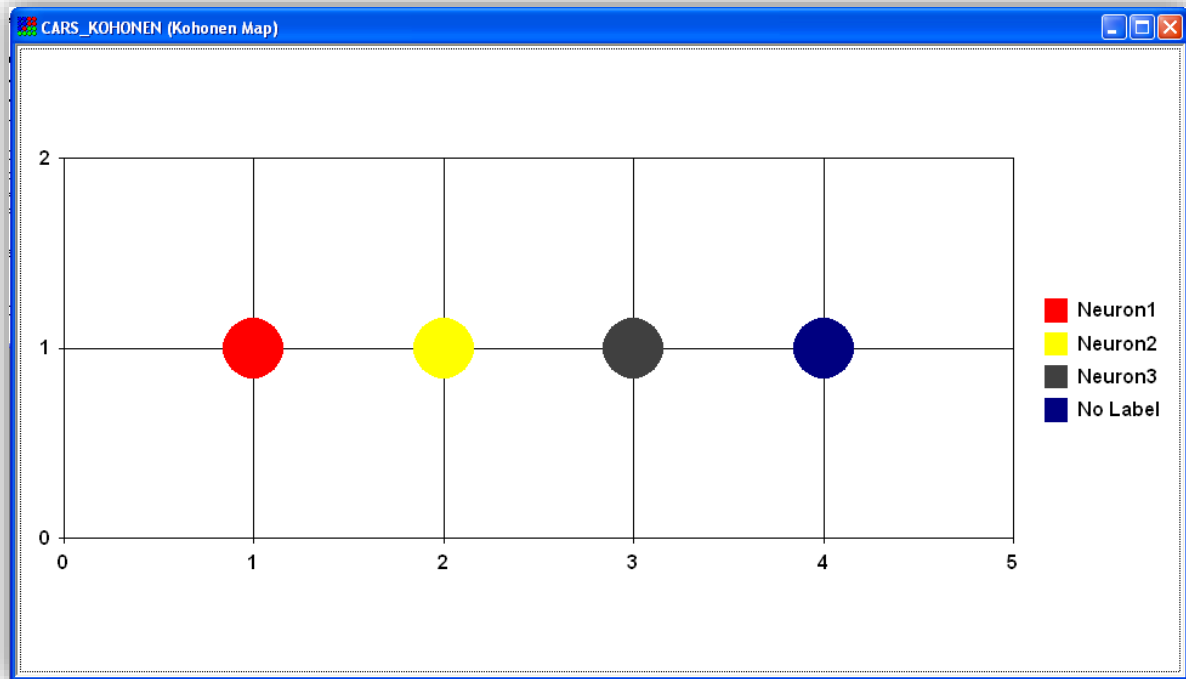 CARS_KOHONEN (Kohonen Map)
2
1
0
0 1 2 3 4 5
Neuron1
Neuron2
Neuron3
No Label